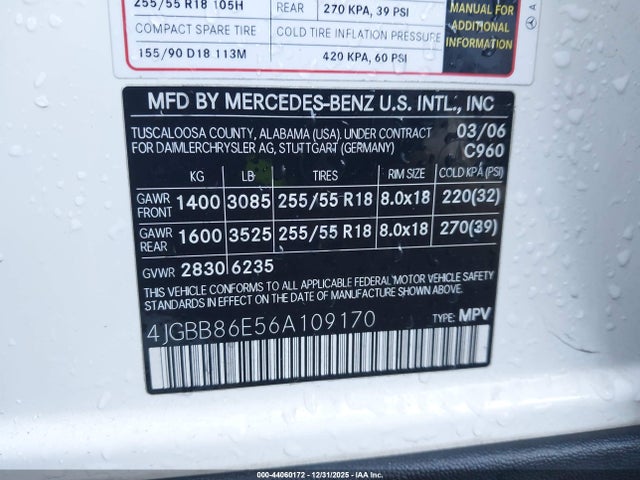 255/55 R18 105H REAR 270 KPA, 39 PSI
MANUAL FOR
ADDITIONAL
INFORMATION
COMPACT SPARE TIRE COLD TIRE INFLATION PRESSURE
155/90 D18 113M 420 KPA, 60 PSI
A
MFD BY MERCEDES-BENZ U.S. INTL., INC
TUSCALOOSA COUNTY, ALABAMA (USA). UNDER CONTRACT 03/06
FOR DAIMLERCHRYSLER AG, STUTTGART (GERMANY) C960
KG LB TIRES RIM SIZE COLD KPA (PSI)
GAWR FRONT 1400 3085 255/55 R18 8.0x18 220(32)
GAWR REAR 1600 3525 255/55 R18 8.0x18 270(39)
GVWR 2830 6235
THIS VEHICLE CONFORMS TO ALL APPLICABLE FEDERAL MOTOR VEHICLE SAFETY
STANDARDS IN EFFECT ON THE DATE OF MANUFACTURE SHOWN ABOVE.
4JGBB86E56A109170 TYPE: MPV
000-44060172 - 12/31/2025 - Copart, Inc.